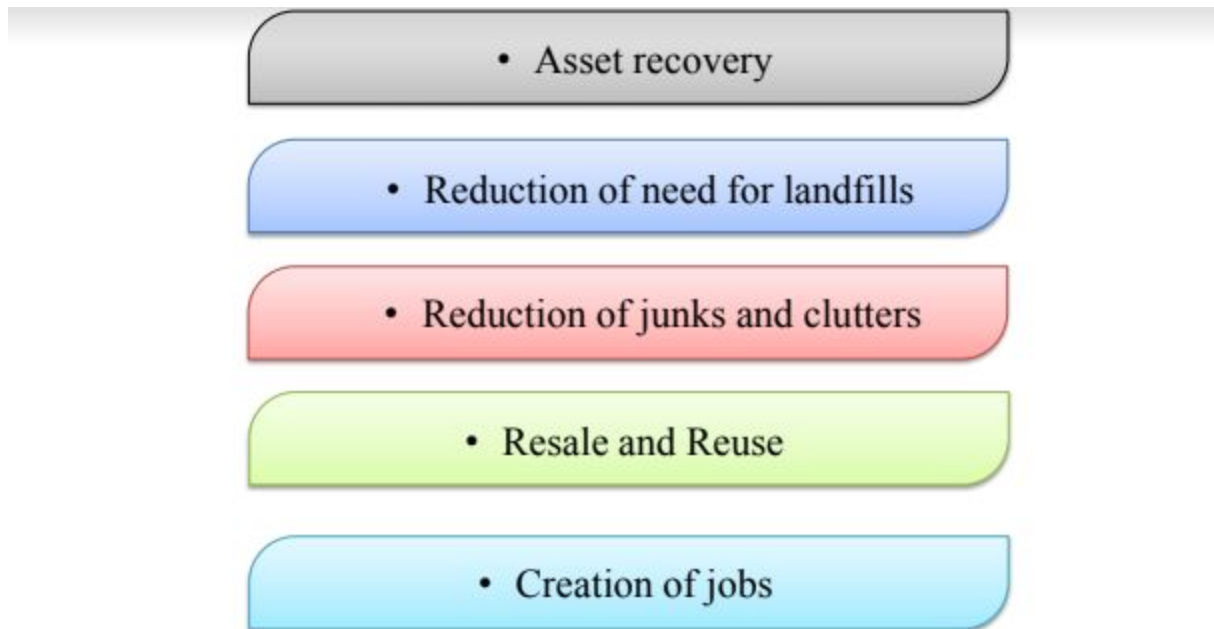 • Asset recovery
• Reduction of need for landfills
• Reduction of junks and clutters
• Resale and Reuse
• Creation of jobs